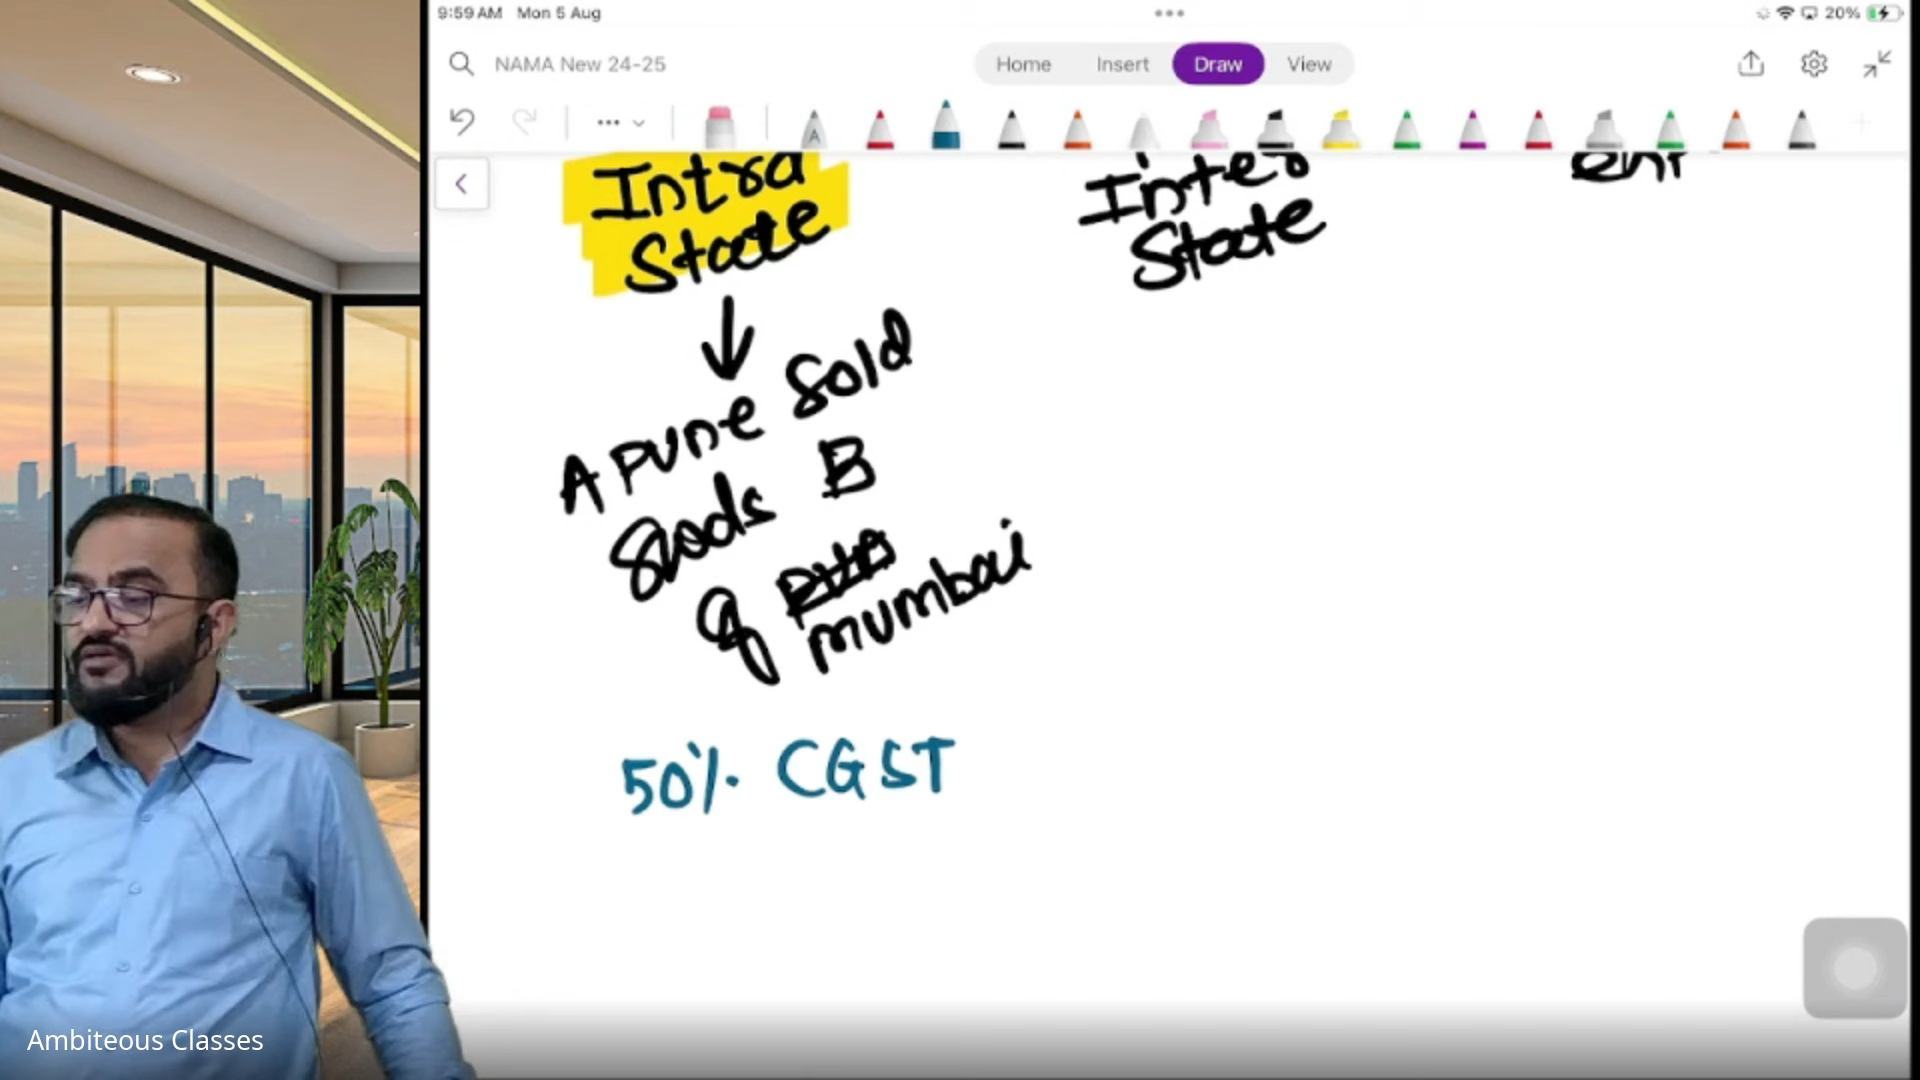 9:59 AM Mon 5 Aug
20%
NAMA New 24-25
Home Insert Draw View
A
Intra
State
Inter
State
A Pune Sold
Goods B
of
mumbai
50% CGST
Ambiteous Classes